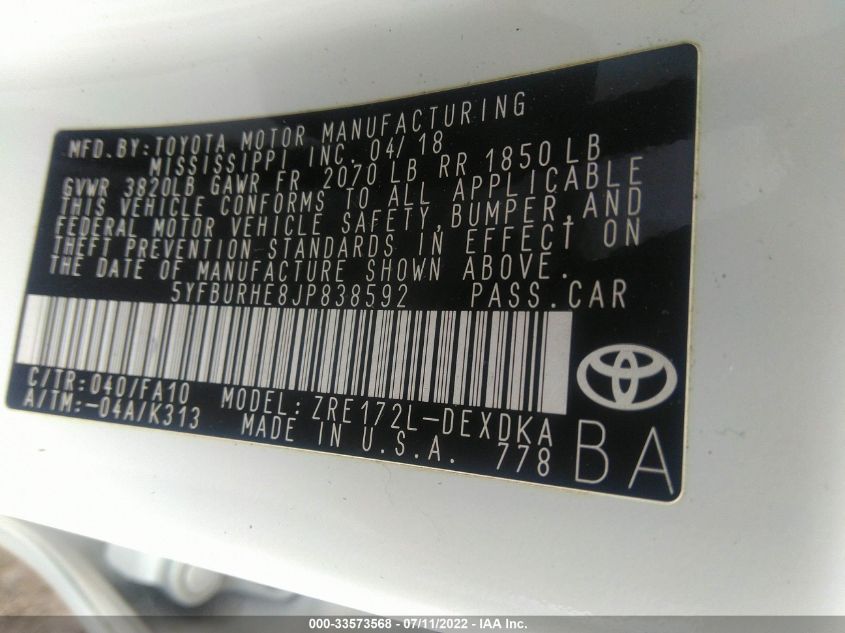 MFD. BY: TOYOTA MOTOR MANUFACTURING
MISSISSIPPI INC. 04/18
GVWR 3820LB GAWR FR 2070 LB RR 1850 LB
THIS VEHICLE CONFORMS TO ALL APPLICABLE
FEDERAL MOTOR VEHICLE SAFETY, BUMPER, AND
THEFT PREVENTION STANDARDS IN EFFECT ON
THE DATE OF MANUFACTURE SHOWN ABOVE.
5YFBURHE8JP838592 PASS. CAR
C/TR: 040/FA10 MODEL: ZRE172L-DEXDKA
A/TM: -04A/K313 MADE IN U.S.A. 778
BA
000-33573568 - 07/11/2022 - IAA Inc.